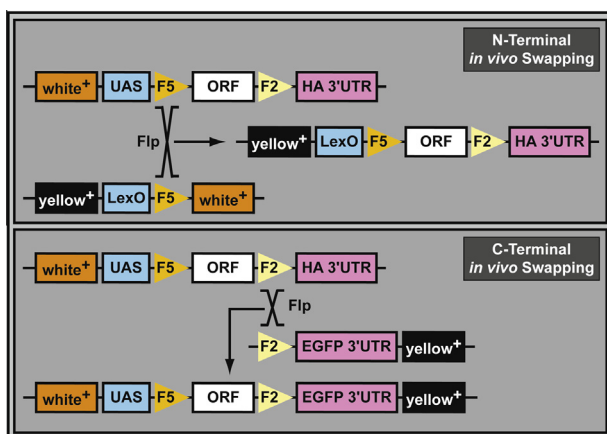 N-Terminal
in vivo Swapping
white+ UAS F5 ORF F2 HA 3'UTR
Flp
yellow+ LexO F5 ORF F2 HA 3'UTR
yellow+ LexO F5 white+
C-Terminal
in vivo Swapping
white+ UAS F5 ORF F2 HA 3'UTR
Flp
F2 EGFP 3'UTR yellow+
white+ UAS F5 ORF F2 EGFP 3'UTR yellow+